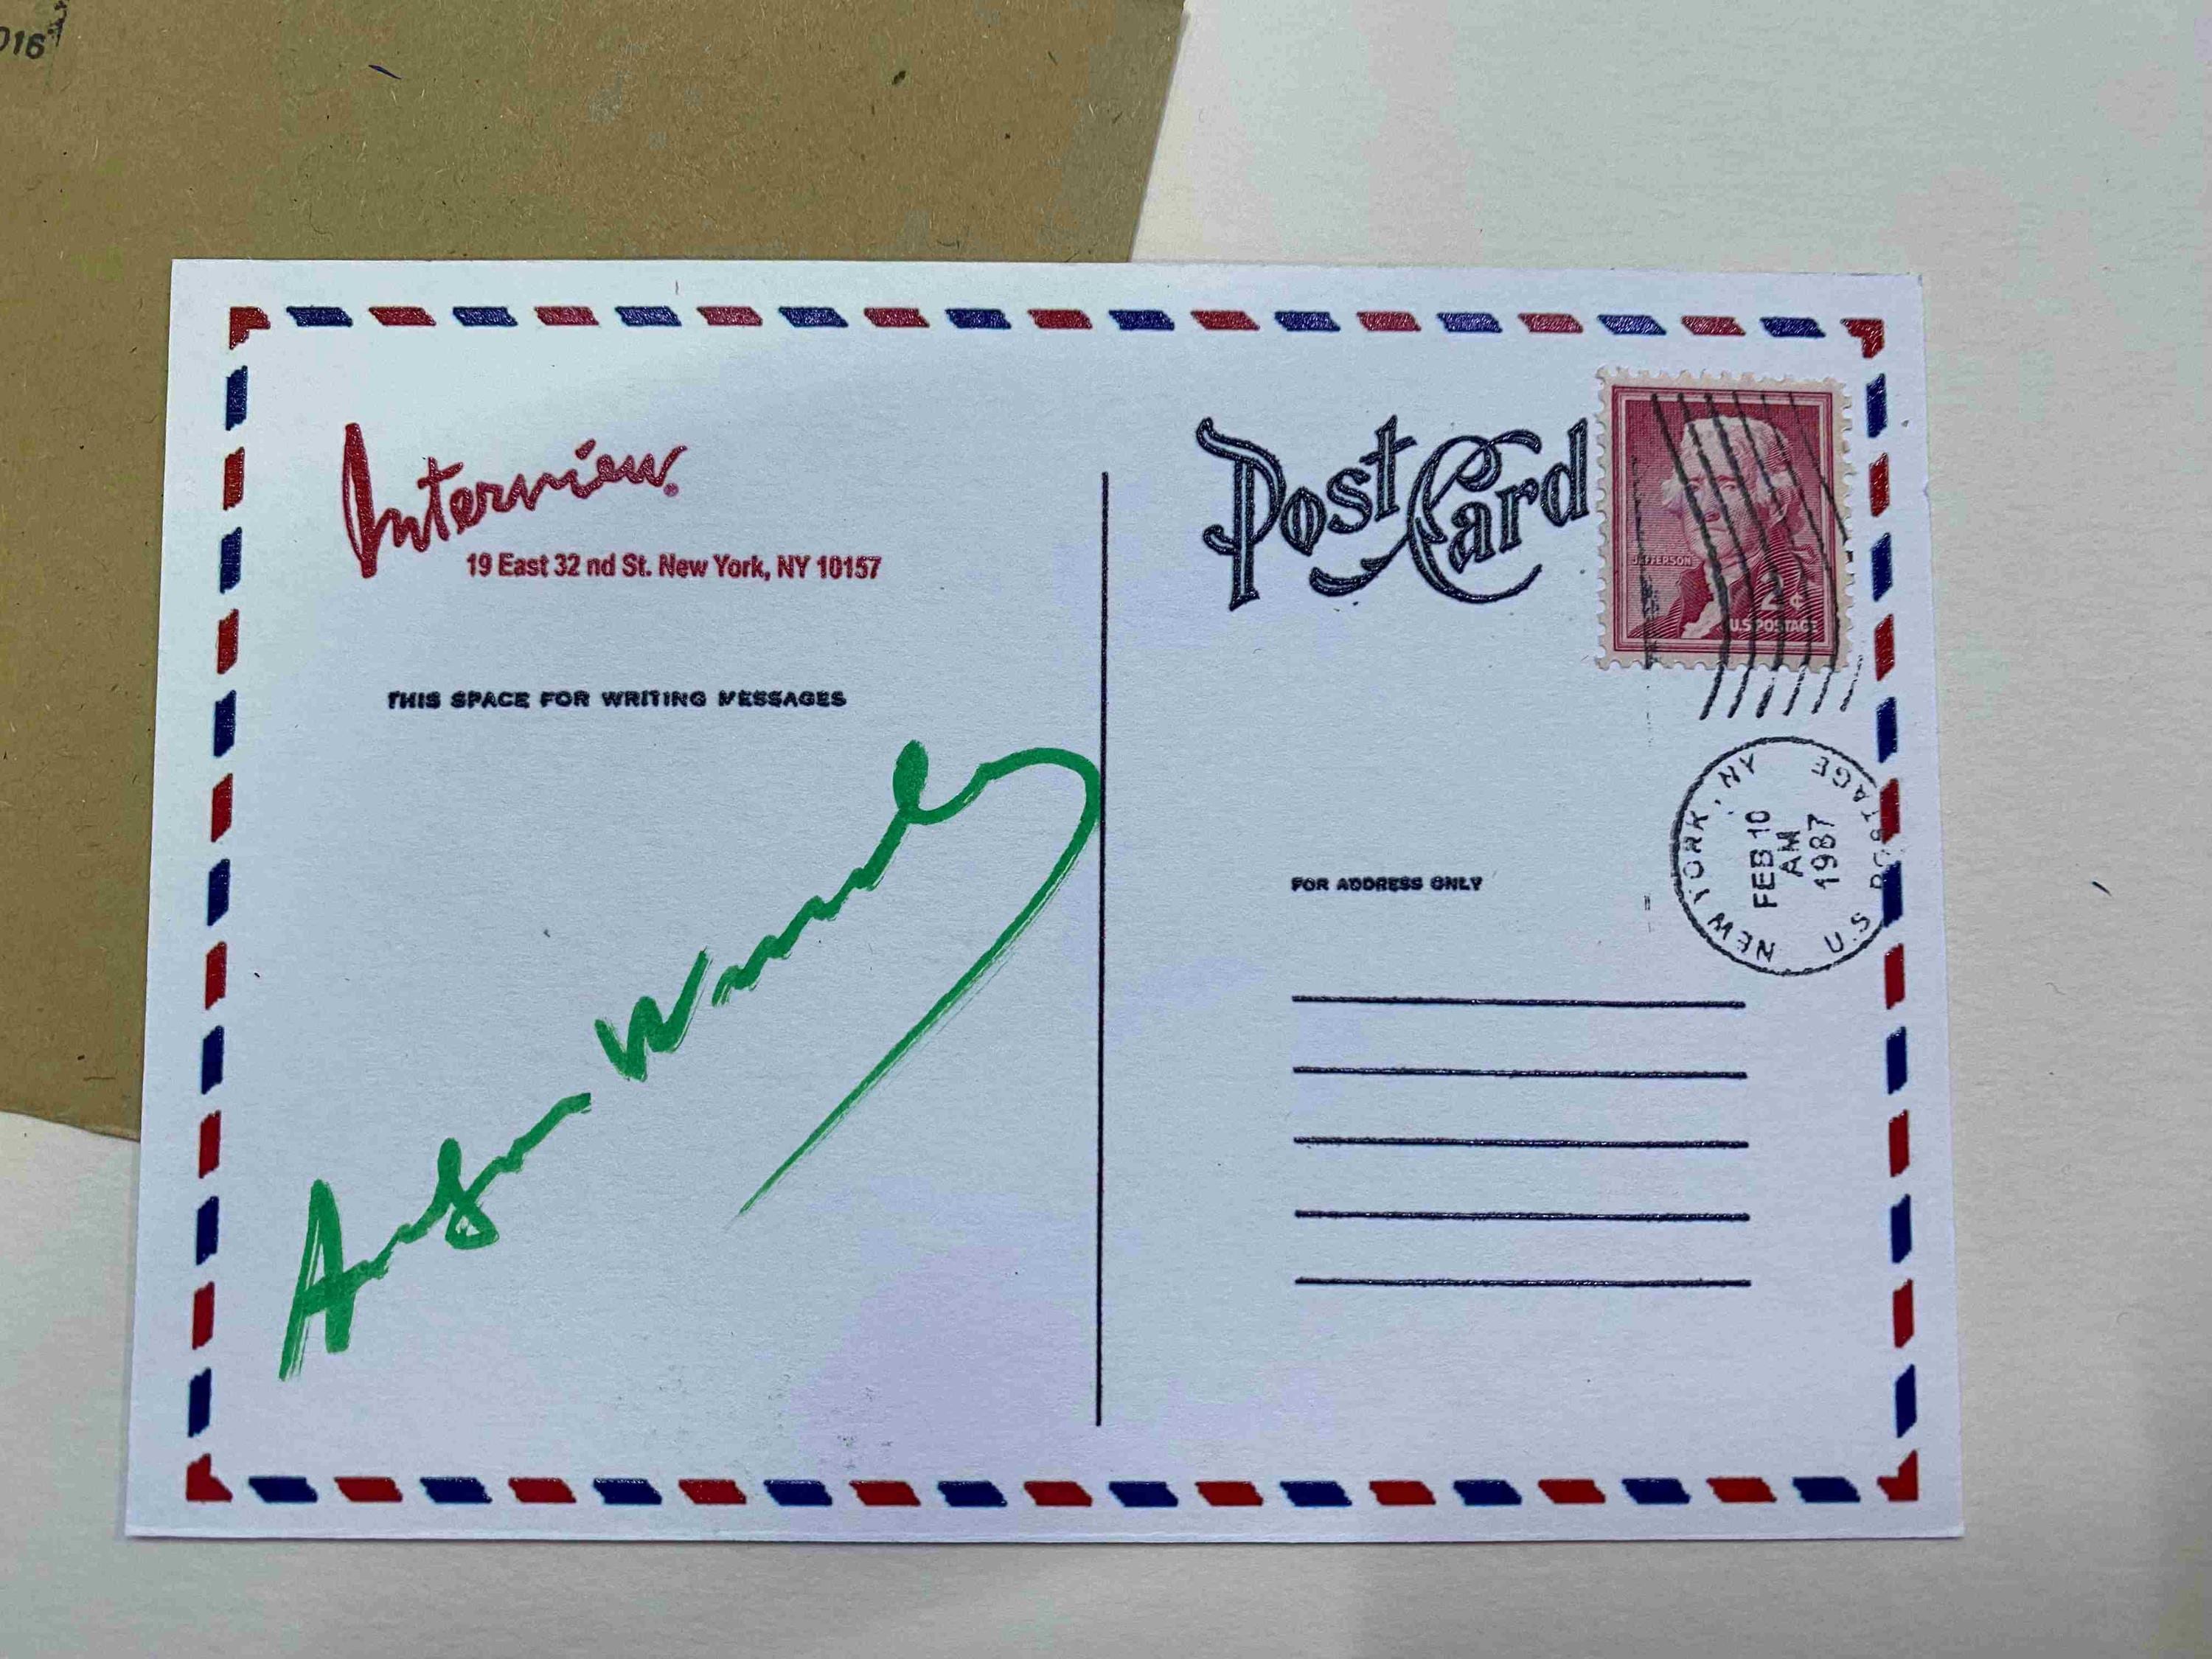 016
Interview®
19 East 32 nd St. New York, NY 10157
THIS SPACE FOR WRITING MESSAGES
Post Card
JEFFERSON
2¢
U.S. POSTAGE
NEW YORK, NY
FEB 10
AM
1987
U.S. POSTAGE
FOR ADDRESS ONLY